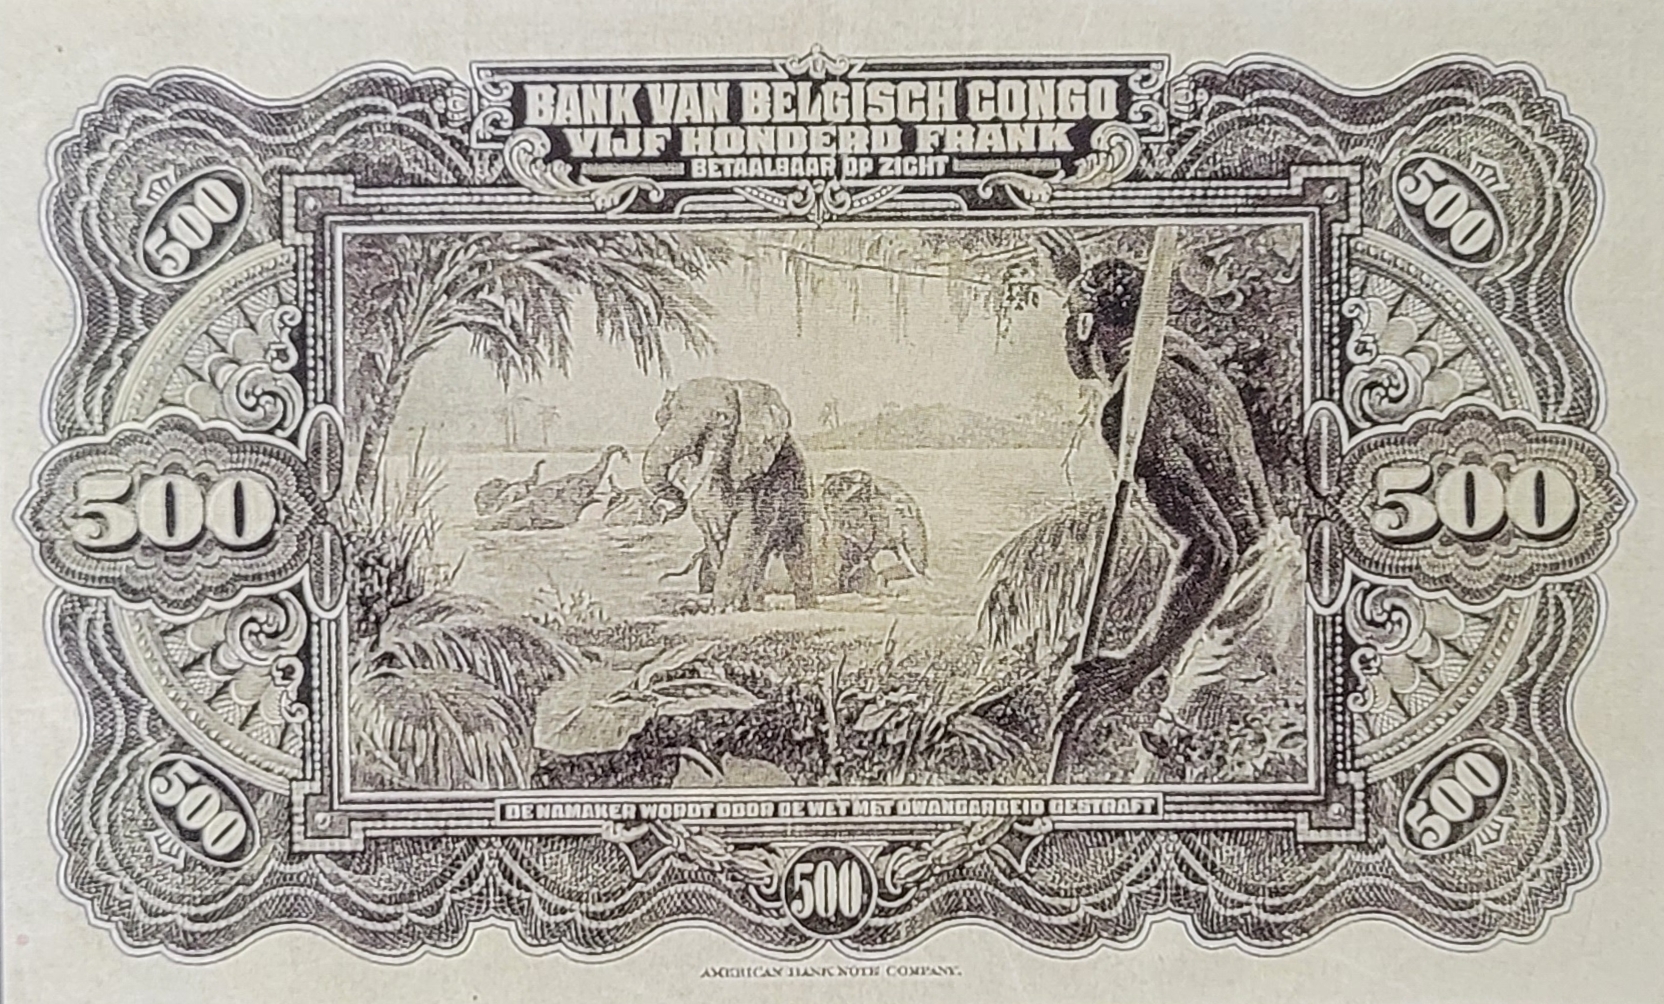 BANK VAN BELGISCH CONGO
VIJF HONDERD FRANK
BETAALBAAR OP ZICHT
500
500
500
500
500
500
DE NAMAKER WORDT DOOR DE WET MET DWANGARBEID GESTRAFT
500
AMERICAN BANK NOTE COMPANY.